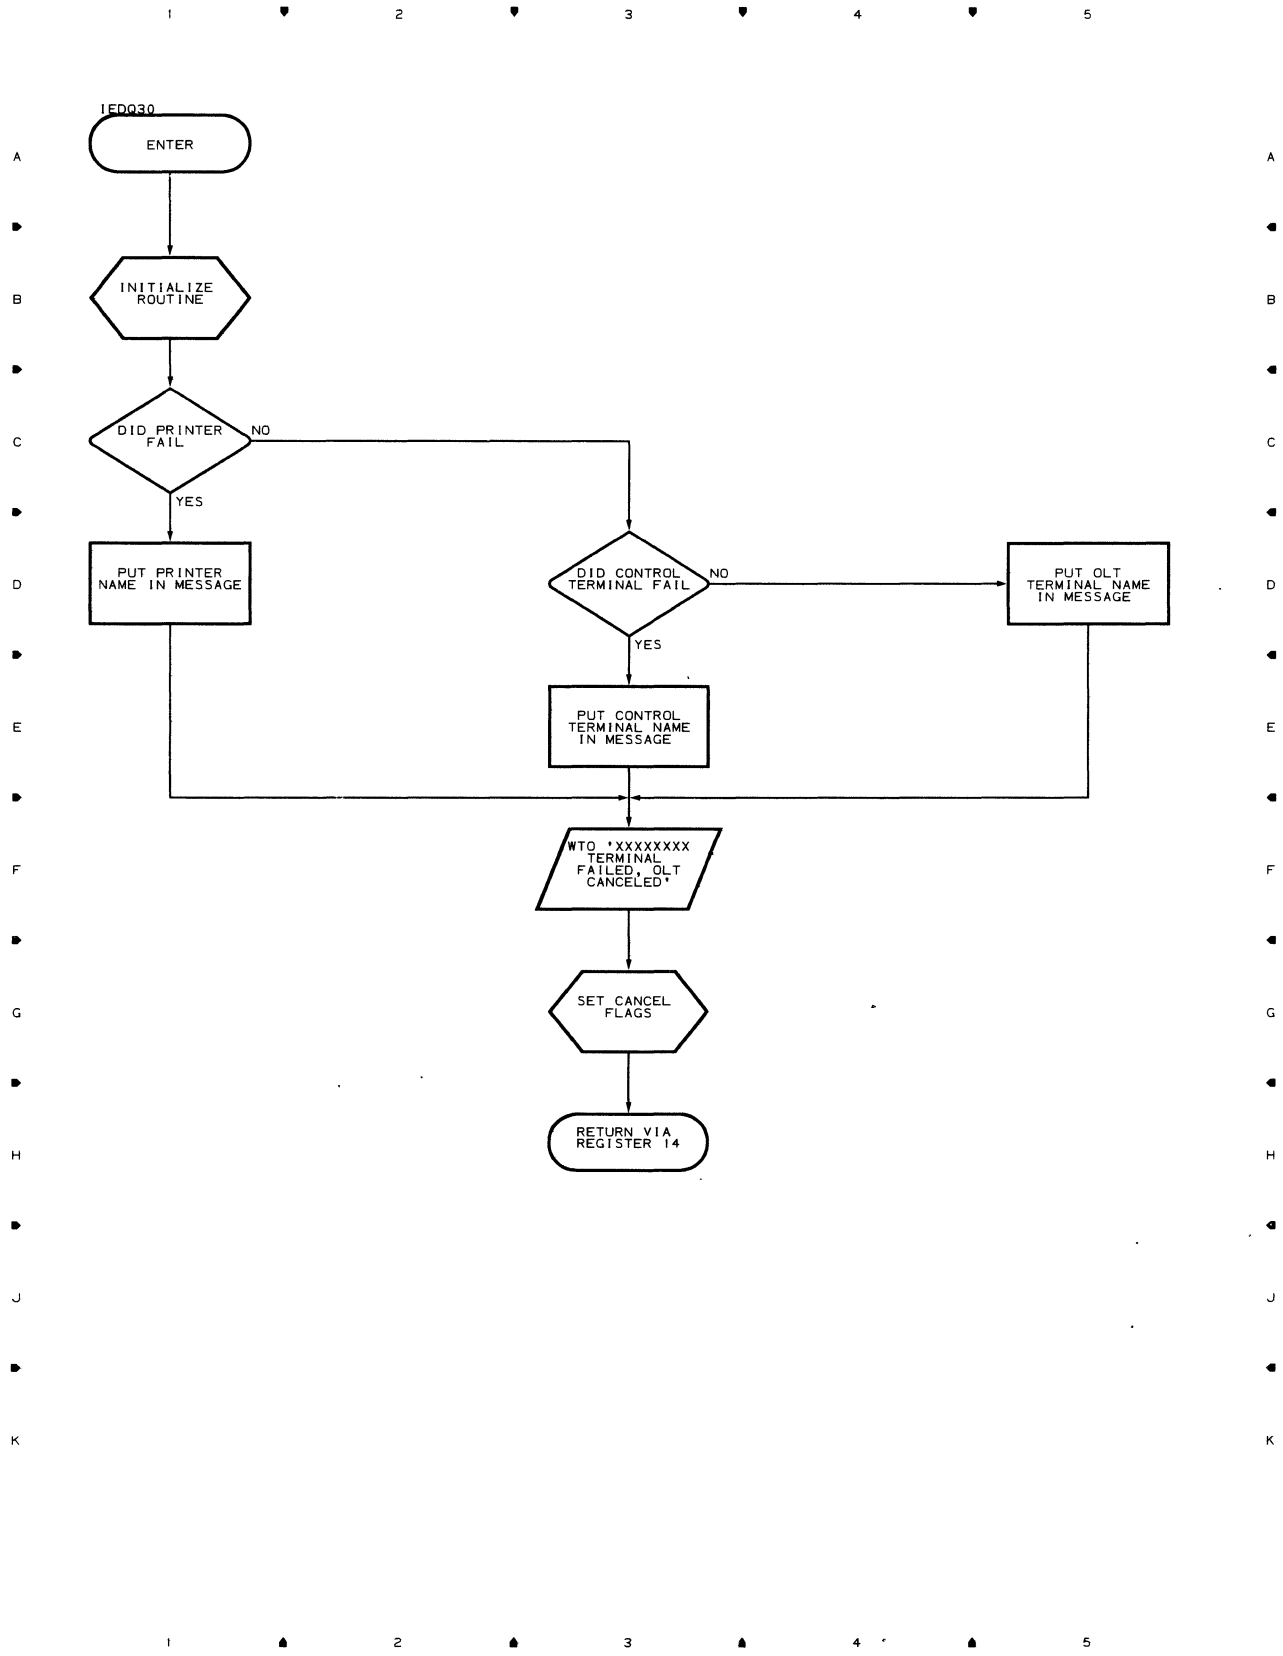 1 2 3 4 5
IEDQ30
ENTER
A A
INITIALIZE
ROUTINE
B B
DID PRINTER
FAIL
NO
C C
YES
PUT PRINTER
NAME IN MESSAGE
DID CONTROL
TERMINAL FAIL
NO
PUT OLT
TERMINAL NAME
IN MESSAGE
D D
YES
PUT CONTROL
TERMINAL NAME
IN MESSAGE
E E
WTO 'XXXXXXXX
TERMINAL
FAILED, OLT
CANCELED'
F F
SET CANCEL
FLAGS
G G
RETURN VIA
REGISTER 14
H H
J J
K K
1 2 3 4 5